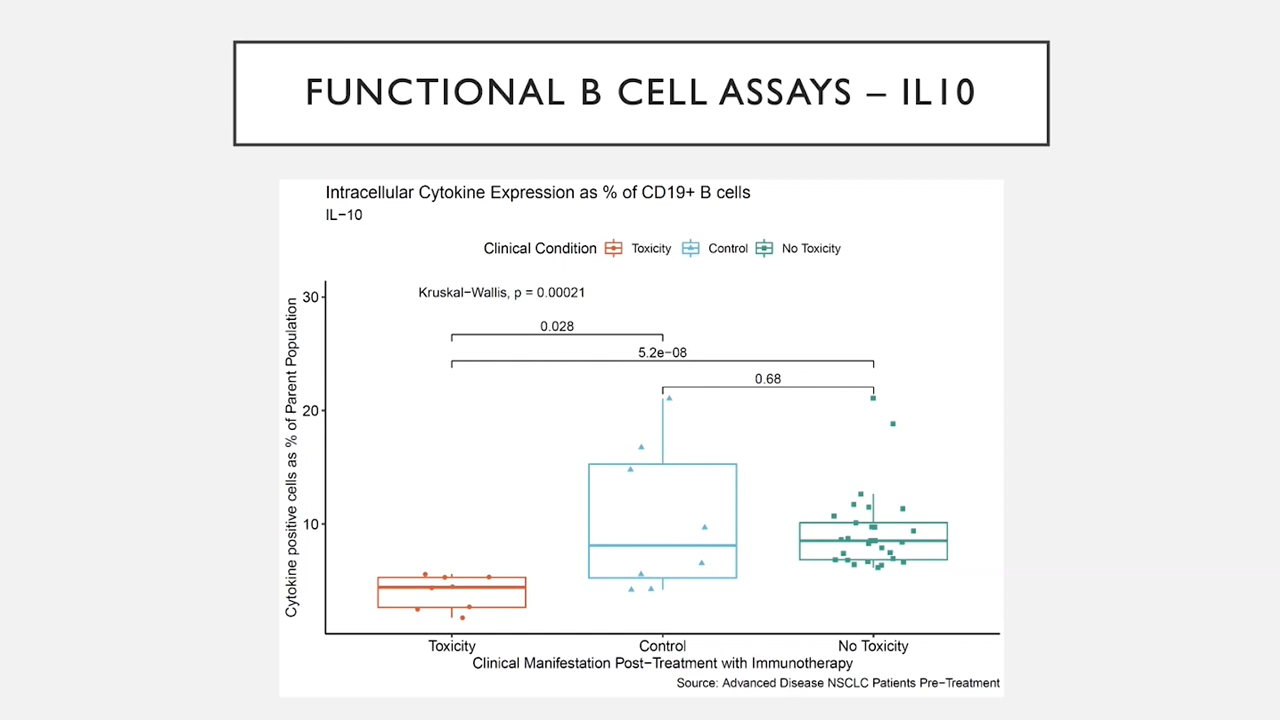 FUNCTIONAL B CELL ASSAYS – IL10
Intracellular Cytokine Expression as % of CD19+ B cells
IL−10
Clinical Condition Toxicity Control No Toxicity
Kruskal−Wallis, p = 0.00021
0.028
5.2e−08
0.68
30
20
10
Cytokine positive cells as % of Parent Population
Toxicity Control No Toxicity
Clinical Manifestation Post−Treatment with Immunotherapy
Source: Advanced Disease NSCLC Patients Pre−Treatment